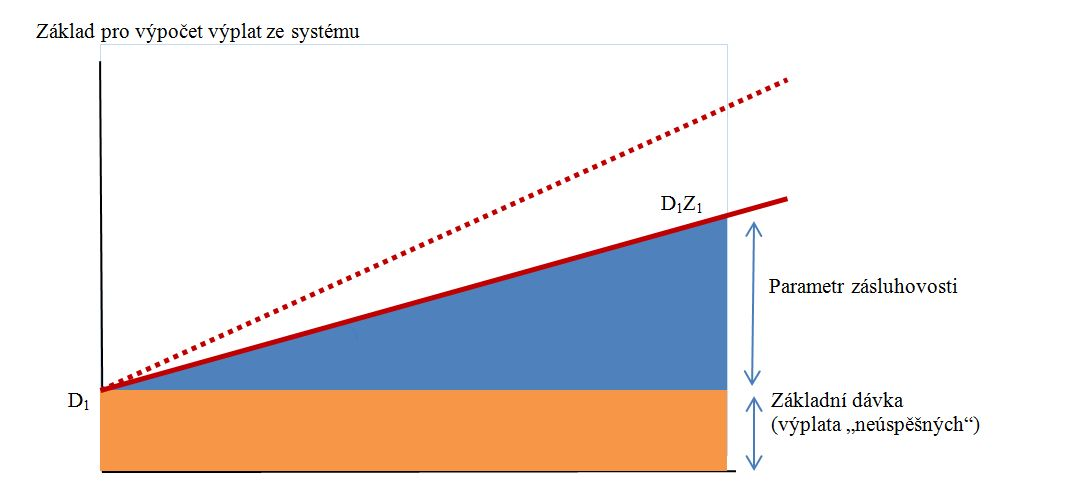 Základ pro výpočet výplat ze systému
D₁Z₁
Parametr zásluhovosti
D₁
Základní dávka
(výplata „neúspěšných“)